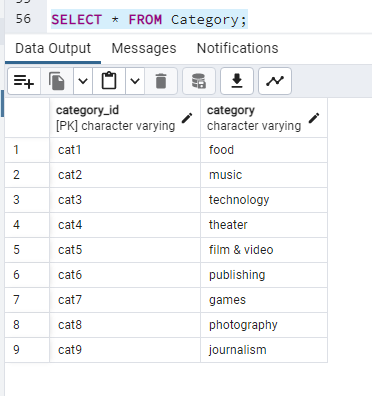 56 SELECT * FROM Category;
Data Output Messages Notifications
category_id category
[PK] character varying character varying
1 cat1 food
2 cat2 music
3 cat3 technology
4 cat4 theater
5 cat5 film & video
6 cat6 publishing
7 cat7 games
8 cat8 photography
9 cat9 journalism